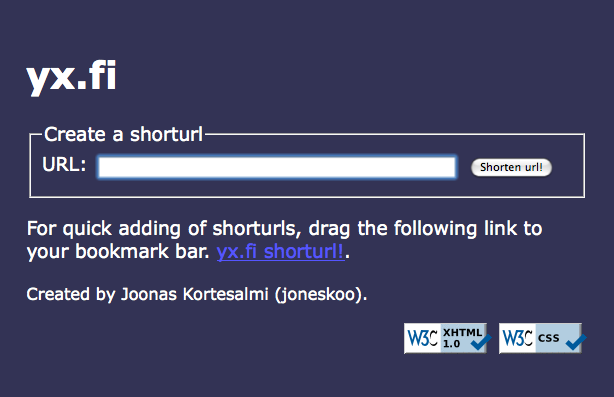 yx.fi
Create a shorturl
URL: Shorten url!
For quick adding of shorturls, drag the following link to
your bookmark bar. yx.fi shorturl!.
Created by Joonas Kortesalmi (joneskoo).
W3C XHTML 1.0 W3C CSS